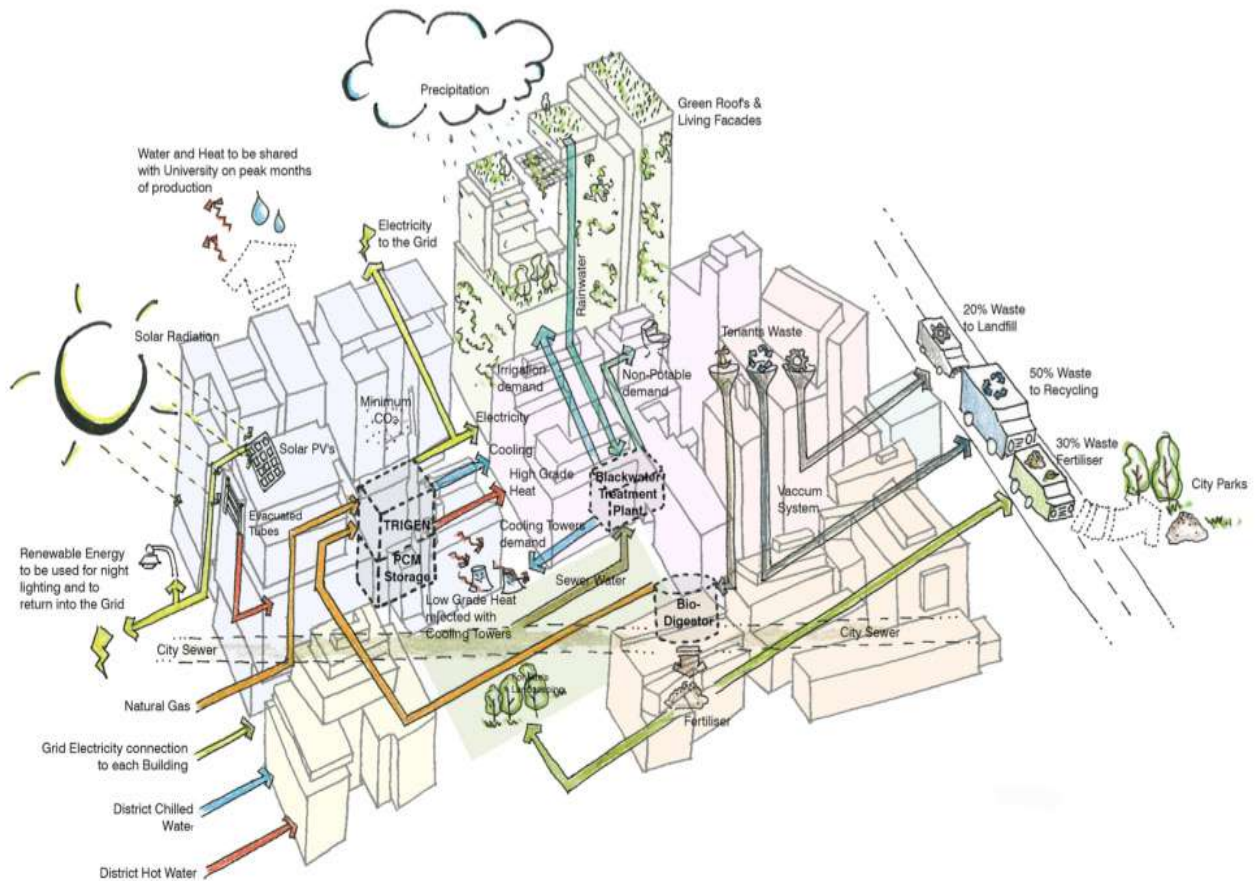 Precipitation
Green Roof's &
Living Facades
Water and Heat to be shared
with University on peak months
of production
Electricity
to the Grid
Rainwater
Solar Radiation
20% Waste
to Landfill
Tenants Waste
50% Waste
to Recycling
Irrigation
demand
Non-Potable
demand
Minimum
CO2
Electricity
Solar PV's
Cooling
High Grade
Heat
30% Waste
Fertiliser
City Parks
Blackwater
Treatment
Plant
Vaccum
System
Evacuated
Tubes
TRIGEN
PCM
Storage
Cooling Towers
demand
Renewable Energy
to be used for night
lighting and to
return into the Grid
Sewer Water
Low Grade Heat
rejected with
Cooling Towers
Bio-
Digestor
City Sewer
City Sewer
Landscaping
Natural Gas
Fertiliser
Grid Electricity connection
to each Building
District Chilled
Water
District Hot Water